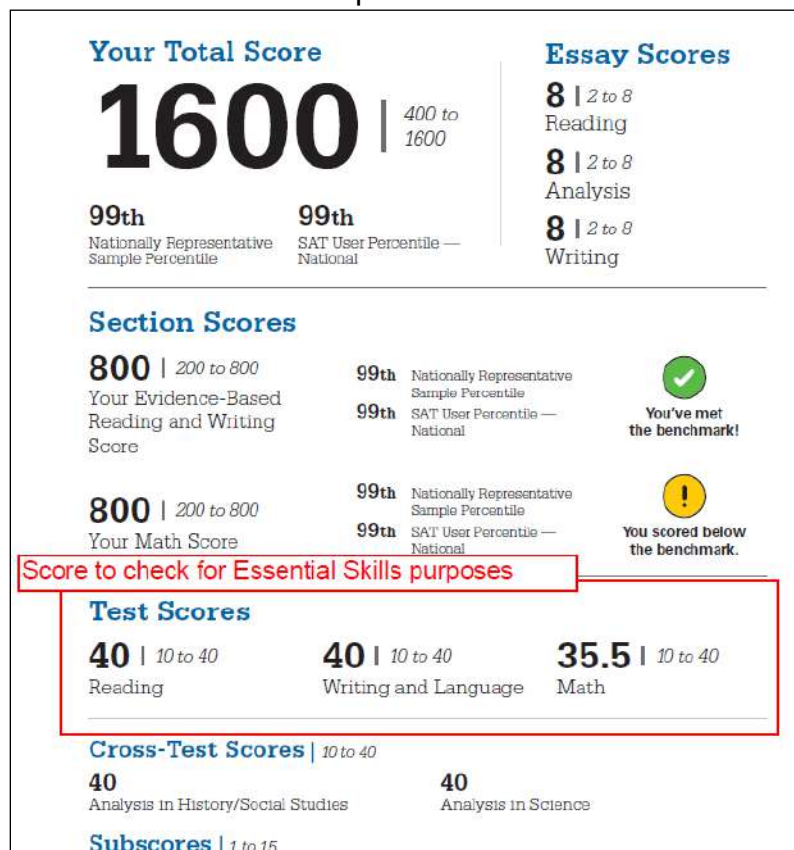 Your Total Score
1600 | 400 to 1600
99th
Nationally Representative
Sample Percentile
99th
SAT User Percentile —
National
Essay Scores
8 | 2 to 8
Reading
8 | 2 to 8
Analysis
8 | 2 to 8
Writing
Section Scores
800 | 200 to 800
Your Evidence-Based
Reading and Writing
Score
99th Nationally Representative
Sample Percentile
99th SAT User Percentile —
National
You've met
the benchmark!
800 | 200 to 800
Your Math Score
99th Nationally Representative
Sample Percentile
99th SAT User Percentile —
National
You scored below
the benchmark.
Score to check for Essential Skills purposes
Test Scores
40 | 10 to 40
Reading
40 | 10 to 40
Writing and Language
35.5 | 10 to 40
Math
Cross-Test Scores | 10 to 40
40
Analysis in History/Social Studies
40
Analysis in Science
Subscores | 1 to 15